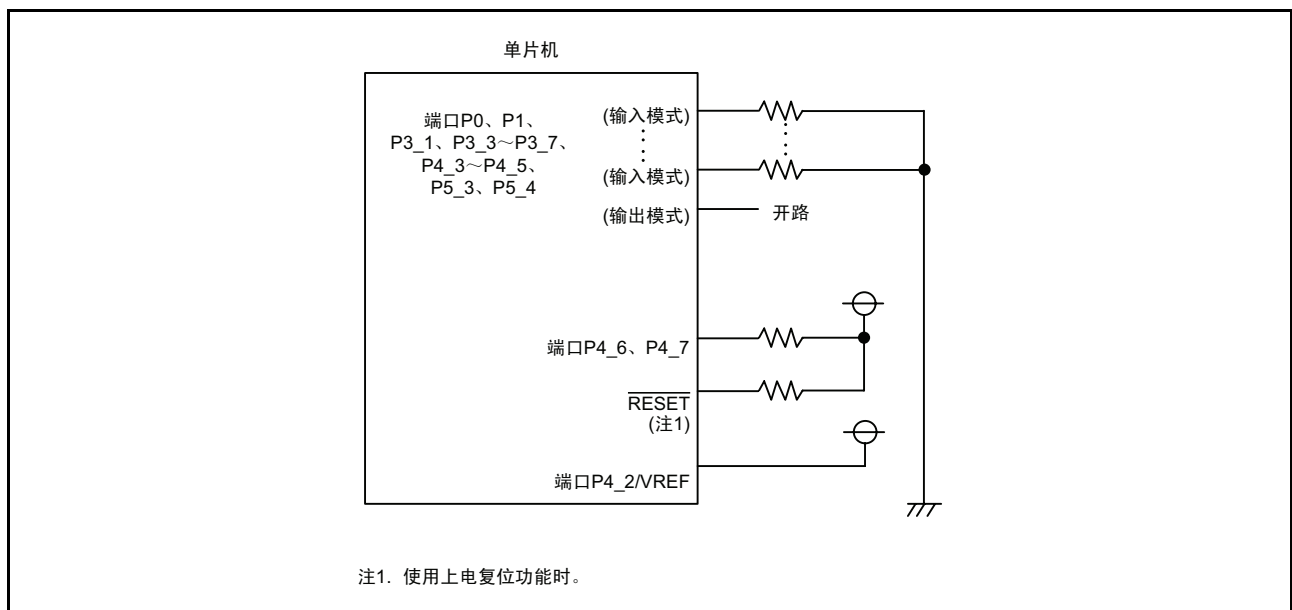 单片机
端口P0、P1、
P3_1、P3_3～P3_7、
P4_3～P4_5、
P5_3、P5_4
(输入模式)
(输入模式)
(输出模式)
开路
端口P4_6、P4_7
RESET
(注1)
端口P4_2/VREF
注1. 使用上电复位功能时。